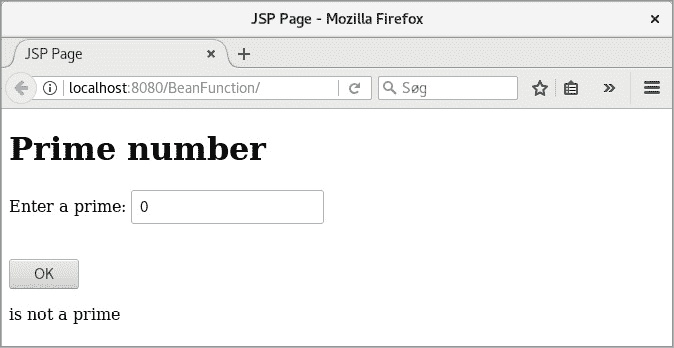 JSP Page - Mozilla Firefox
JSP Page
localhost:8080/BeanFunction/
Søg
Prime number
Enter a prime: 0
OK
is not a prime